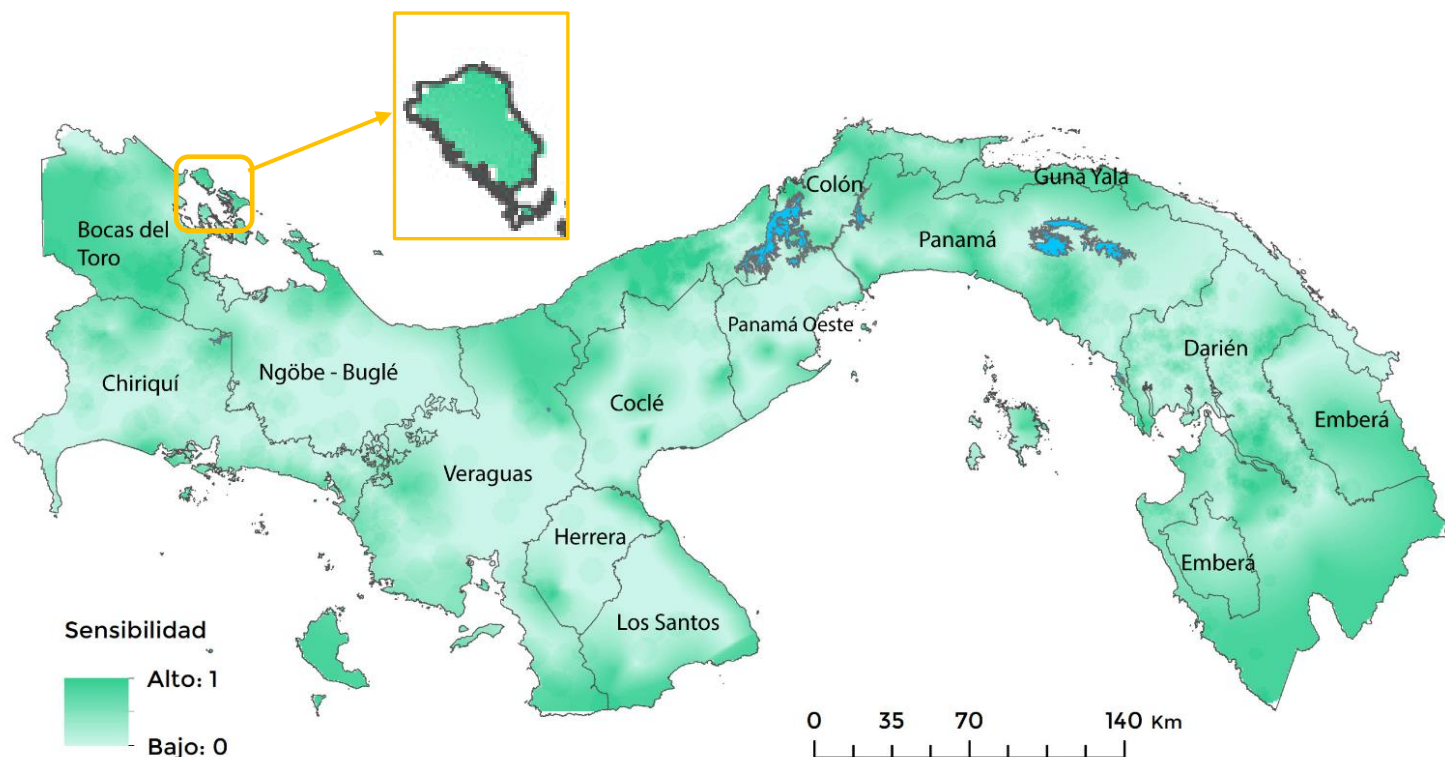 Bocas del
Toro
Chiriquí
Ngöbe - Buglé
Veraguas
Herrera
Los Santos
Coclé
Panamá Oeste
Colón
Panamá
Guna Yala
Darién
Emberá
Emberá
Sensibilidad
Alto: 1
Bajo: 0
0 35 70 140 Km